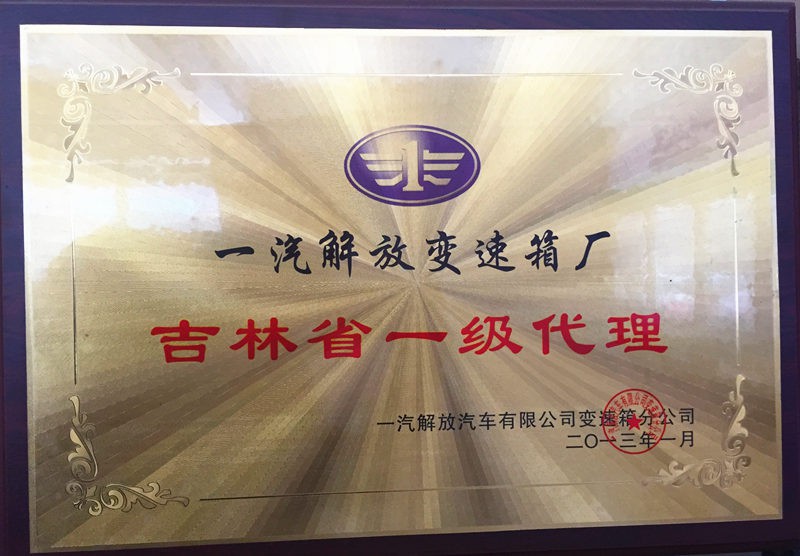 一汽解放变速箱厂
吉林省一级代理
一汽解放汽车有限公司变速箱分公司
二〇一三年一月